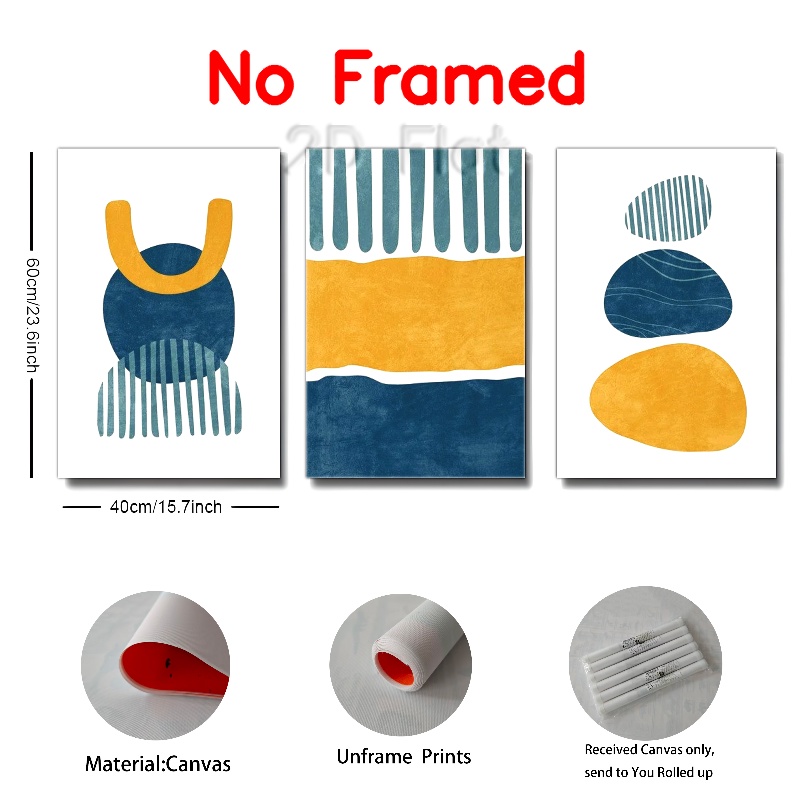 No Framed
2D Flat
60cm/23.6inch
40cm/15.7inch
Material:Canvas
Unframe Prints
Received Canvas only,
send to You Rolled up